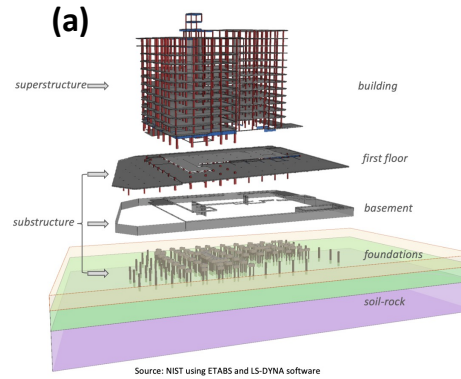 (a)
superstructure
building
first floor
substructure
basement
foundations
soil-rock
Source: NIST using ETABS and LS-DYNA software